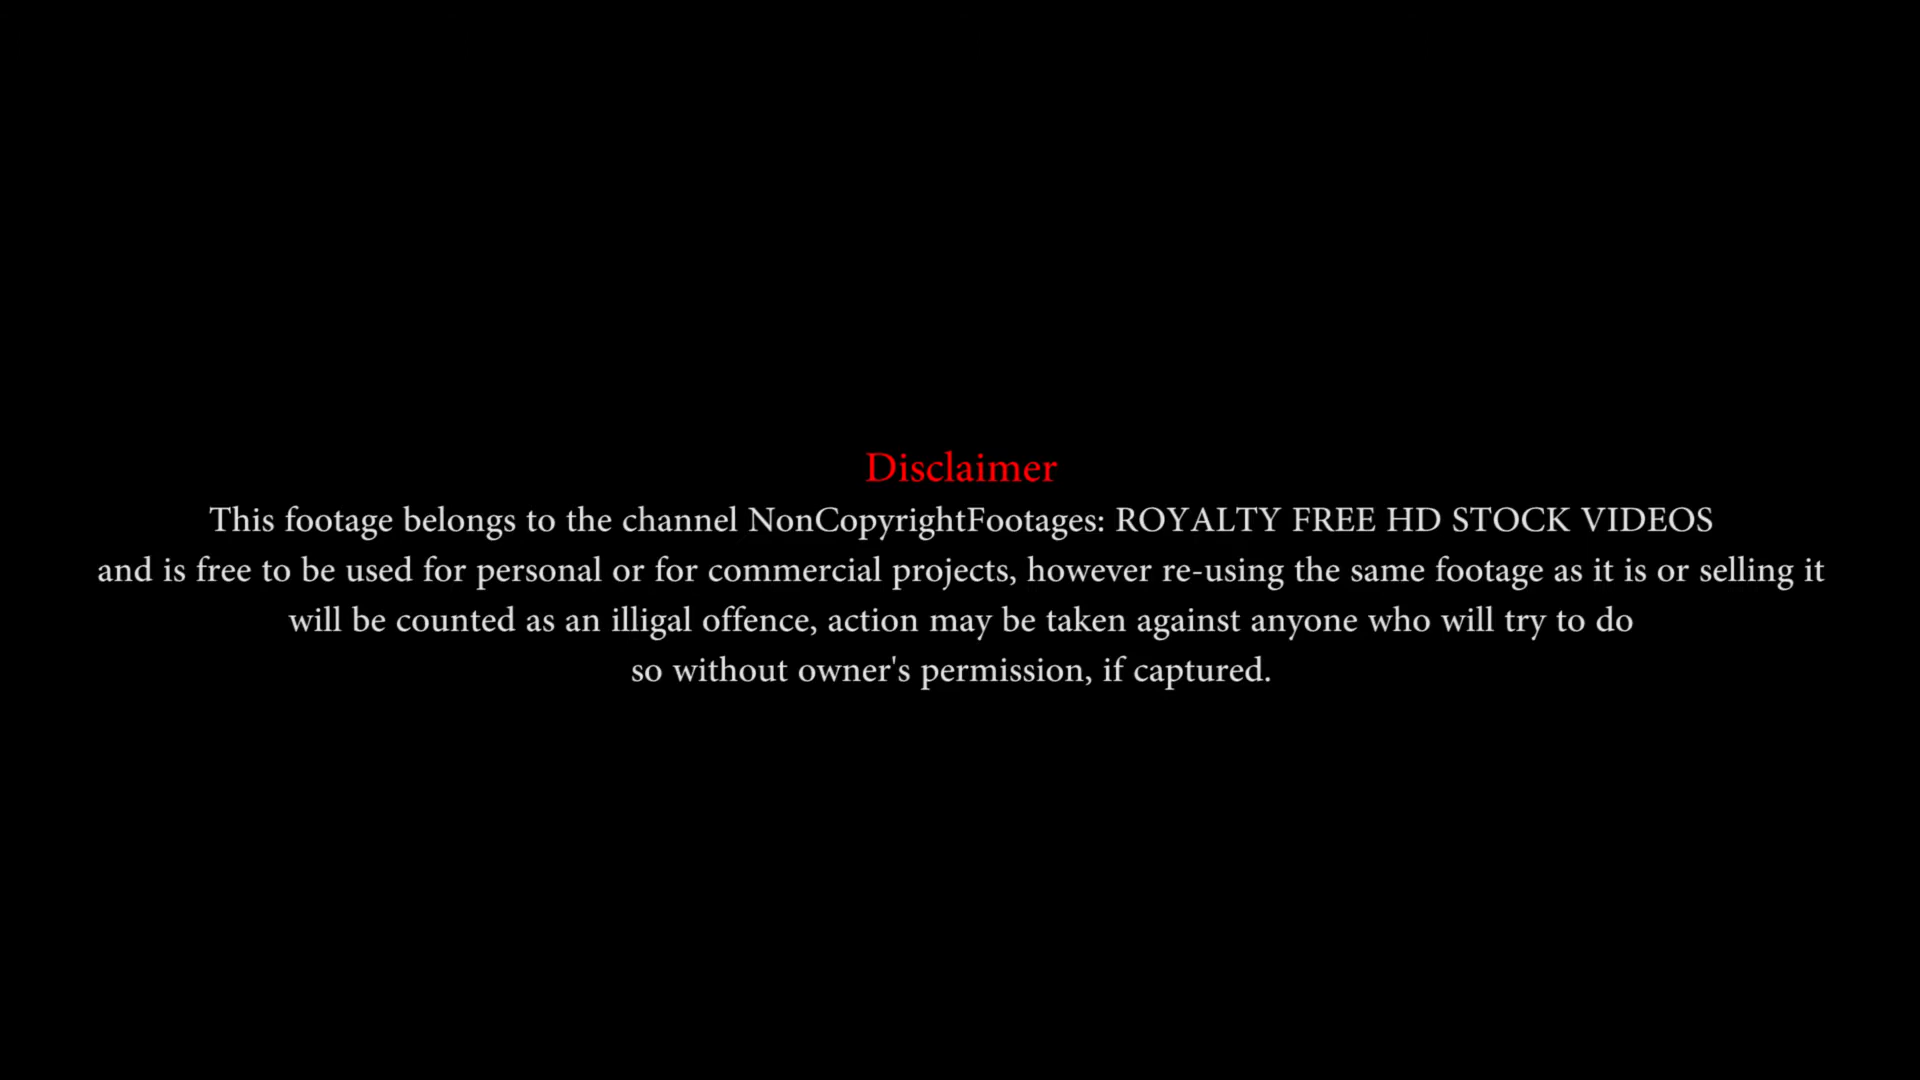 Disclaimer
This footage belongs to the channel NonCopyrightFootages: ROYALTY FREE HD STOCK VIDEOS
and is free to be used for personal or for commercial projects, however re-using the same footage as it is or selling it
will be counted as an illigal offence, action may be taken against anyone who will try to do
so without owner's permission, if captured.